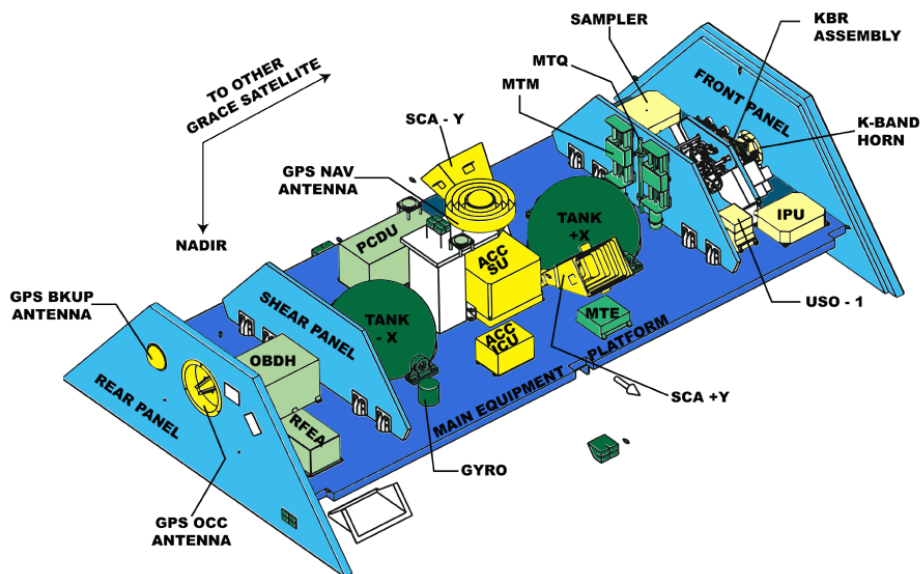 SAMPLER
KBR
ASSEMBLY
MTQ
MTM
FRONT PANEL
K-BAND
HORN
TO OTHER
GRACE SATELLITE
SCA - Y
GPS NAV
ANTENNA
TANK
+X
IPU
NADIR
PCDU
ACC
SU
USO - 1
GPS BKUP
ANTENNA
SHEAR PANEL
TANK
- X
MTE
ACC
ICU
OBDH
MAIN EQUIPMENT PLATFORM
SCA +Y
REAR PANEL
RFEA
GYRO
GPS OCC
ANTENNA